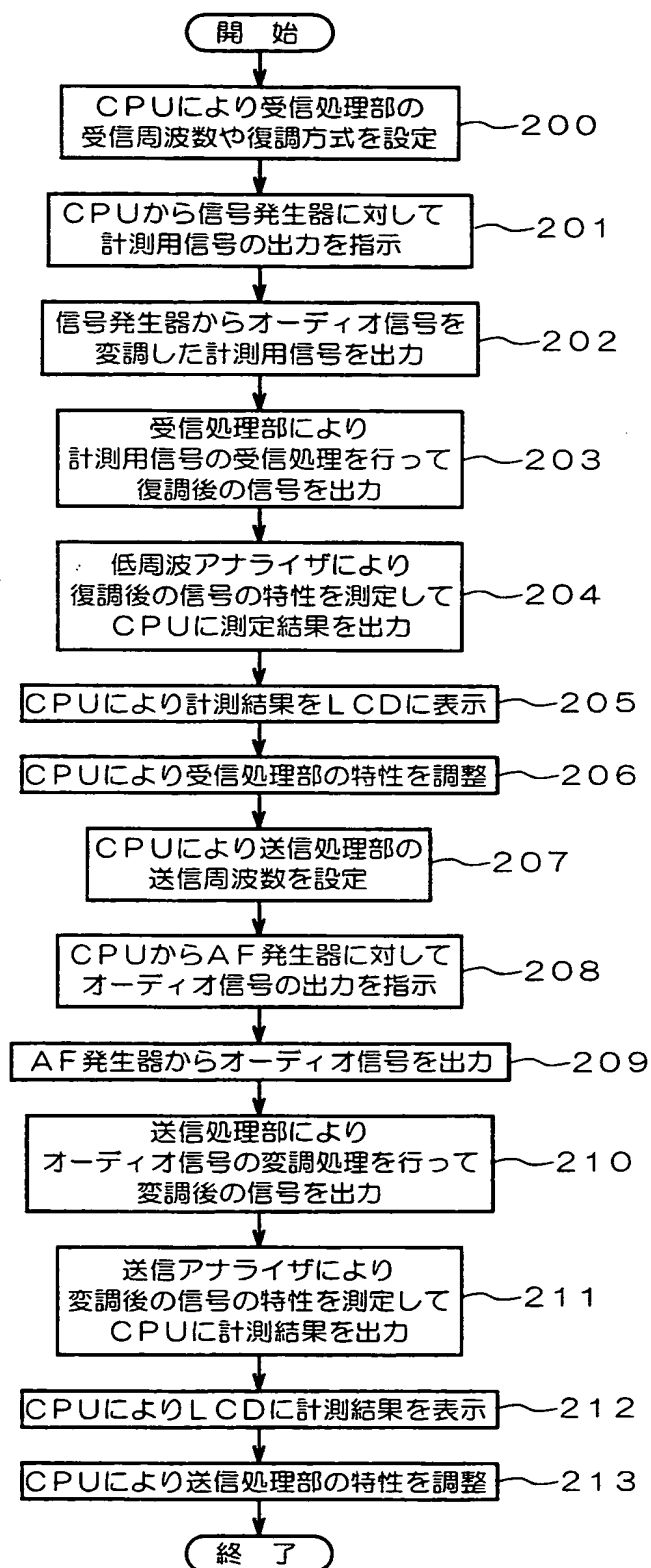 開 始
CPUにより受信処理部の
受信周波数や復調方式を設定
200
CPUから信号発生器に対して
計測用信号の出力を指示
201
信号発生器からオーディオ信号を
変調した計測用信号を出力
202
受信処理部により
計測用信号の受信処理を行って
復調後の信号を出力
203
低周波アナライザにより
復調後の信号の特性を測定して
CPUに測定結果を出力
204
CPUにより計測結果をLCDに表示
205
CPUにより受信処理部の特性を調整
206
CPUにより送信処理部の
送信周波数を設定
207
CPUからAF発生器に対して
オーディオ信号の出力を指示
208
AF発生器からオーディオ信号を出力
209
送信処理部により
オーディオ信号の変調処理を行って
変調後の信号を出力
210
送信アナライザにより
変調後の信号の特性を測定して
CPUに計測結果を出力
211
CPUによりLCDに計測結果を表示
212
CPUにより送信処理部の特性を調整
213
終 了